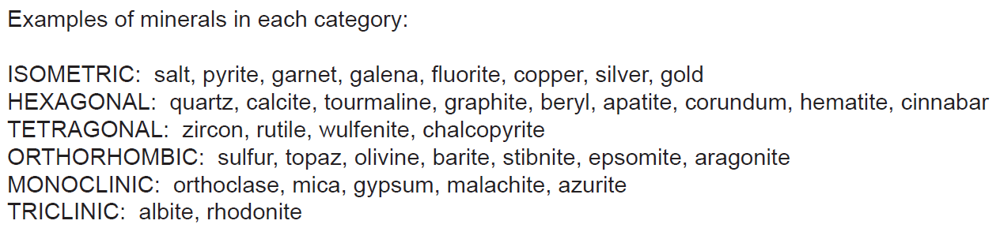 Examples of minerals in each category:
ISOMETRIC: salt, pyrite, garnet, galena, fluorite, copper, silver, gold
HEXAGONAL: quartz, calcite, tourmaline, graphite, beryl, apatite, corundum, hematite, cinnabar
TETRAGONAL: zircon, rutile, wulfenite, chalcopyrite
ORTHORHOMBIC: sulfur, topaz, olivine, barite, stibnite, epsomite, aragonite
MONOCLINIC: orthoclase, mica, gypsum, malachite, azurite
TRICLINIC: albite, rhodonite